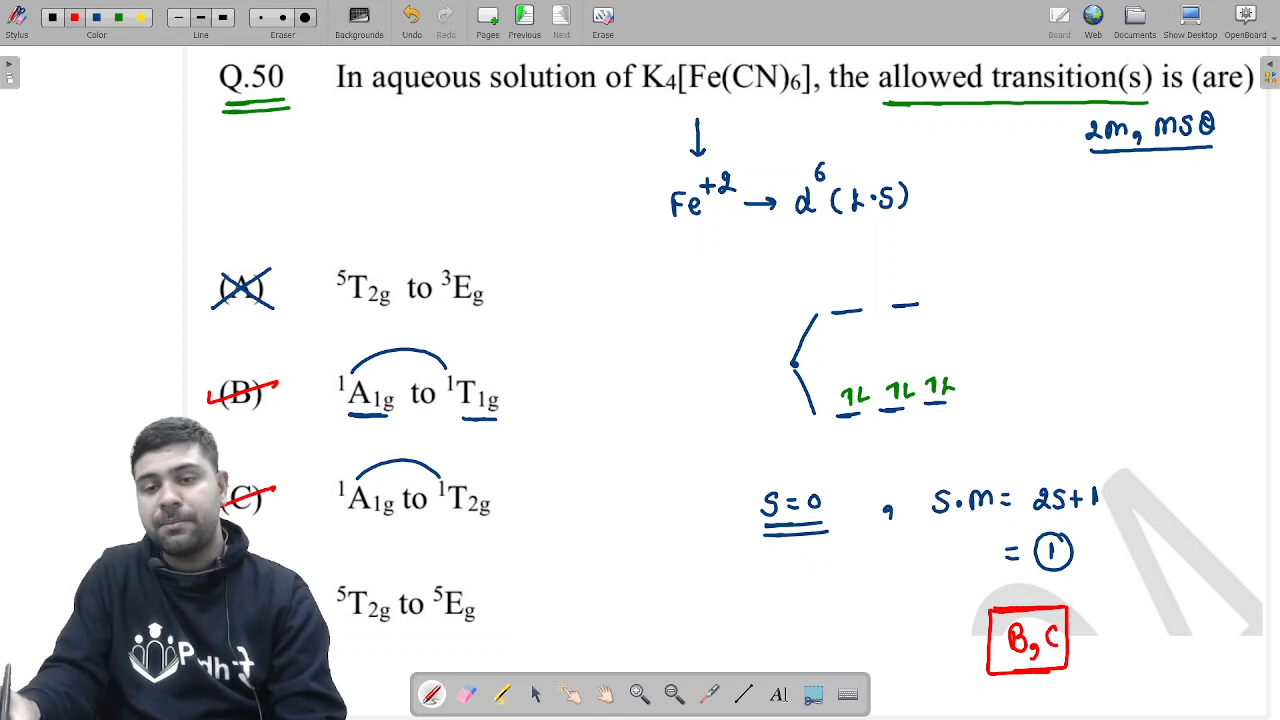 Stylus Color Line Eraser Backgrounds Undo Redo Pages Previous Next Erase Board Web Documents Show Desktop OpenBoard
Q.50 In aqueous solution of K₄[Fe(CN)₆], the allowed transition(s) is (are)
2M, MSQ
Fe⁺² → d⁶ (L.S)
(A) ⁵T₂g to ³Eg
(B) ¹A₁g to ¹T₁g
(C) ¹A₁g to ¹T₂g
S=0 , S.M = 2S+1
= 1
⁵T₂g to ⁵Eg
B, C